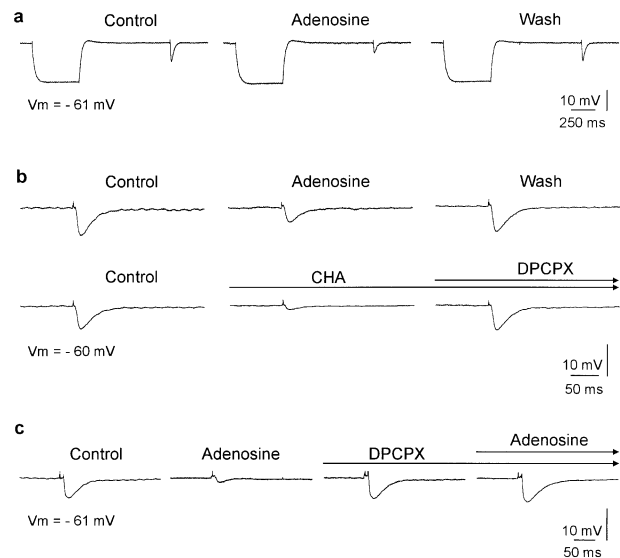 a
Control Adenosine Wash
Vm = - 61 mV
10 mV
250 ms
b
Control Adenosine Wash
Control CHA DPCPX
Vm = - 60 mV
10 mV
50 ms
c
Control Adenosine DPCPX Adenosine
Vm = - 61 mV
10 mV
50 ms